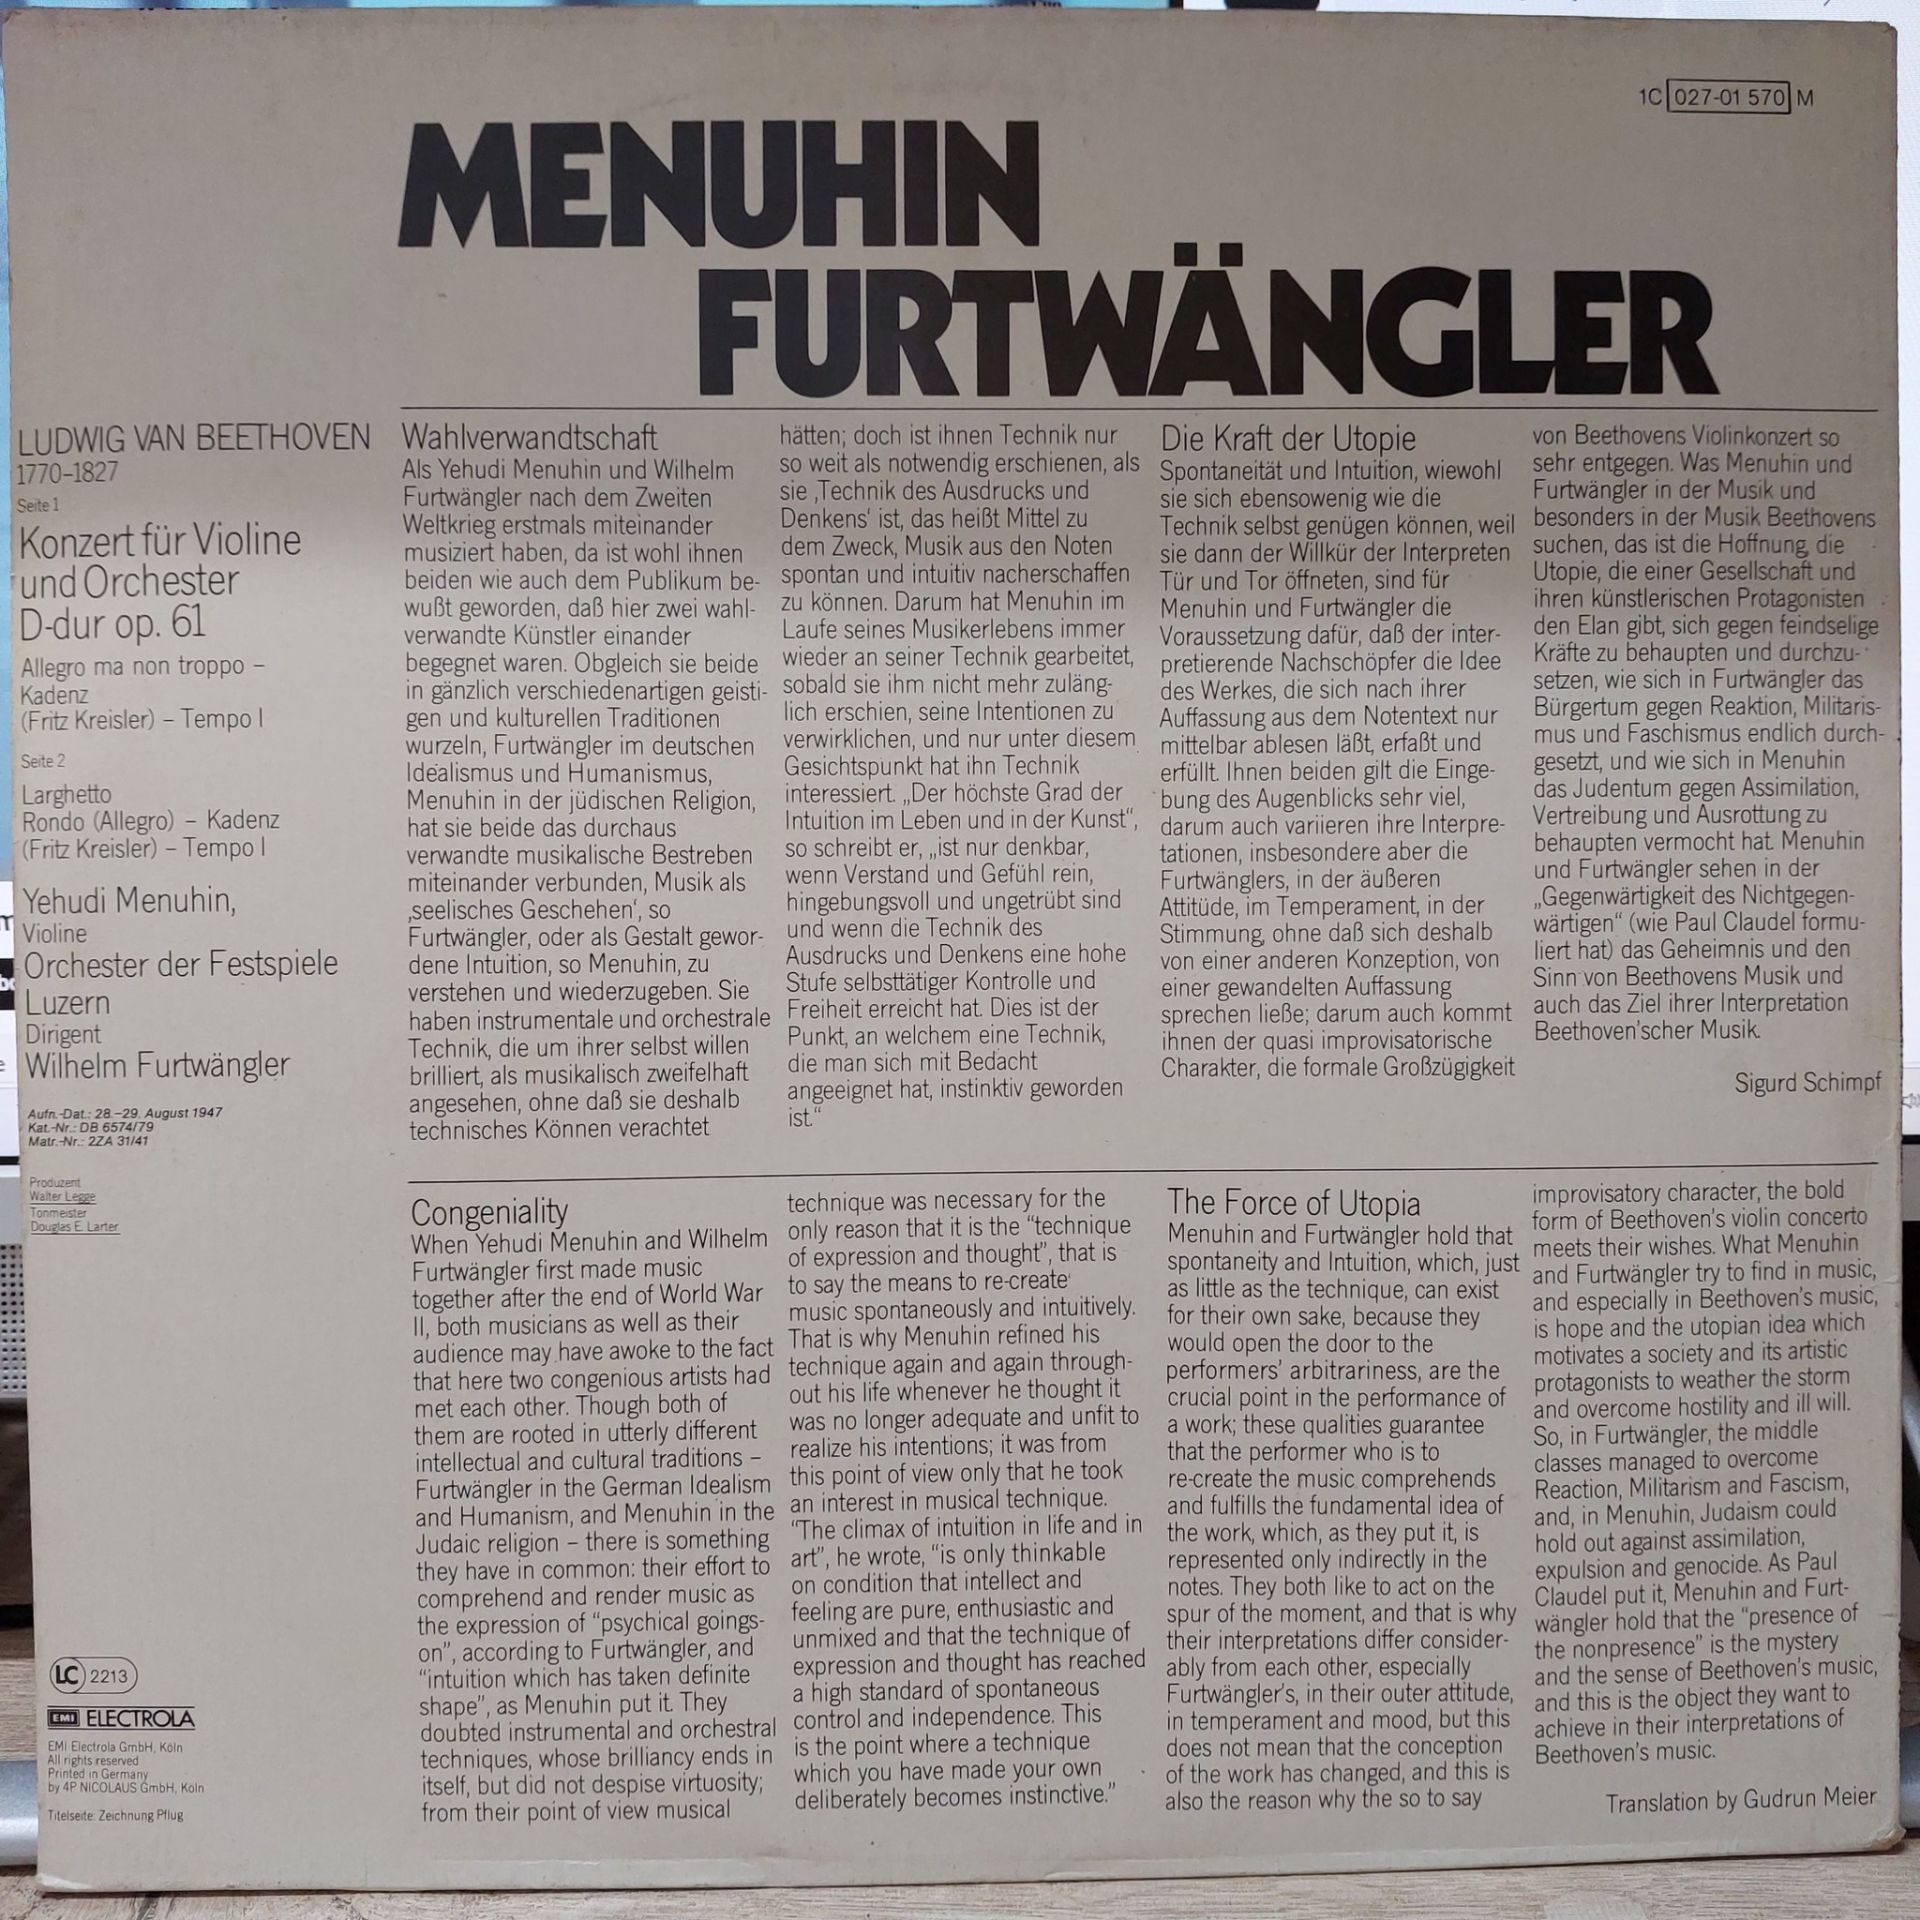 1C 027-01 570 M
MENUHIN
FURTWÄNGLER
LUDWIG VAN BEETHOVEN
1770–1827
Seite 1
Konzert für Violine
und Orchester
D-dur op. 61
Allegro ma non troppo –
Kadenz
(Fritz Kreisler) – Tempo I
Seite 2
Larghetto
Rondo (Allegro) – Kadenz
(Fritz Kreisler) – Tempo I
Yehudi Menuhin,
Violine
Orchester der Festspiele
Luzern
Dirigent
Wilhelm Furtwängler
Aufn.-Dat.: 28.–29. August 1947
Kat.-Nr.: DB 6574/79
Matr.-Nr.: 2ZA 31/41
Produzent
Walter Legge
Tonmeister
Douglas E. Larter
LC 2213
EMI ELECTROLA
EMI Electrola GmbH, Köln
All rights reserved
Printed in Germany
by 4P NICOLAUS GmbH, Köln
Titelseite: Zeichnung Pflug
Wahlverwandtschaft
Als Yehudi Menuhin und Wilhelm
Furtwängler nach dem Zweiten
Weltkrieg erstmals miteinander
musiziert haben, da ist wohl ihnen
beiden wie auch dem Publikum be-
wußt geworden, daß hier zwei wahl-
verwandte Künstler einander
begegnet waren. Obgleich sie beide
in gänzlich verschiedenartigen geisti-
gen und kulturellen Traditionen
wurzeln, Furtwängler im deutschen
Idealismus und Humanismus,
Menuhin in der jüdischen Religion,
hat sie beide das durchaus
verwandte musikalische Bestreben
miteinander verbunden, Musik als
‚seelisches Geschehen‘, so
Furtwängler, oder als Gestalt gewor-
dene Intuition, so Menuhin, zu
verstehen und wiederzugeben. Sie
haben instrumentale und orchestrale
Technik, die um ihrer selbst willen
brilliert, als musikalisch zweifelhaft
angesehen, ohne daß sie deshalb
technisches Können verachtet
hätten; doch ist ihnen Technik nur
so weit als notwendig erschienen, als
sie ‚Technik des Ausdrucks und
Denkens‘ ist, das heißt Mittel zu
dem Zweck, Musik aus den Noten
spontan und intuitiv nacherschaffen
zu können. Darum hat Menuhin im
Laufe seines Musikerlebens immer
wieder an seiner Technik gearbeitet,
sobald sie ihm nicht mehr zuläng-
lich erschien, seine Intentionen zu
verwirklichen, und nur unter diesem
Gesichtspunkt hat ihn Technik
interessiert. „Der höchste Grad der
Intuition im Leben und in der Kunst“,
so schreibt er, „ist nur denkbar,
wenn Verstand und Gefühl rein,
hingebungsvoll und ungetrübt sind
und wenn die Technik des
Ausdrucks und Denkens eine hohe
Stufe selbsttätiger Kontrolle und
Freiheit erreicht hat. Dies ist der
Punkt, an welchem eine Technik,
die man sich mit Bedacht
angeeignet hat, instinktiv geworden
ist.“
Die Kraft der Utopie
Spontaneität und Intuition, wiewohl
sie sich ebensowenig wie die
Technik selbst genügen können, weil
sie dann der Willkür der Interpreten
Tür und Tor öffneten, sind für
Menuhin und Furtwängler die
Voraussetzung dafür, daß der inter-
pretierende Nachschöpfer die Idee
des Werkes, die sich nach ihrer
Auffassung aus dem Notentext nur
mittelbar ablesen läßt, erfaßt und
erfüllt. Ihnen beiden gilt die Einge-
bung des Augenblicks sehr viel,
darum auch variieren ihre Interpre-
tationen, insbesondere aber die
Furtwänglers, in der äußeren
Attitüde, im Temperament, in der
Stimmung, ohne daß sich deshalb
von einer anderen Konzeption, von
einer gewandelten Auffassung
sprechen ließe; darum auch kommt
ihnen der quasi improvisatorische
Charakter, die formale Großzügigkeit
von Beethovens Violinkonzert so
sehr entgegen. Was Menuhin und
Furtwängler in der Musik und
besonders in der Musik Beethovens
suchen, das ist die Hoffnung, die
Utopie, die einer Gesellschaft und
ihren künstlerischen Protagonisten
den Elan gibt, sich gegen feindselige
Kräfte zu behaupten und durchzu-
setzen, wie sich in Furtwängler das
Bürgertum gegen Reaktion, Militaris-
mus und Faschismus endlich durch-
gesetzt, und wie sich in Menuhin
das Judentum gegen Assimilation,
Vertreibung und Ausrottung zu
behaupten vermocht hat. Menuhin
und Furtwängler sehen in der
„Gegenwärtigkeit des Nichtgegen-
wärtigen“ (wie Paul Claudel formu-
liert hat) das Geheimnis und den
Sinn von Beethovens Musik und
auch das Ziel ihrer Interpretation
Beethoven'scher Musik.
Sigurd Schimpf
Congeniality
When Yehudi Menuhin and Wilhelm
Furtwängler first made music
together after the end of World War
II, both musicians as well as their
audience may have awoke to the fact
that here two congenious artists had
met each other. Though both of
them are rooted in utterly different
intellectual and cultural traditions –
Furtwängler in the German Idealism
and Humanism, and Menuhin in the
Judaic religion – there is something
they have in common: their effort to
comprehend and render music as
the expression of “psychical goings-
on”, according to Furtwängler, and
“intuition which has taken definite
shape”, as Menuhin put it. They
doubted instrumental and orchestral
techniques, whose brilliancy ends in
itself, but did not despise virtuosity;
from their point of view musical
technique was necessary for the
only reason that it is the “technique
of expression and thought”, that is
to say the means to re-create
music spontaneously and intuitively.
That is why Menuhin refined his
technique again and again through-
out his life whenever he thought it
was no longer adequate and unfit to
realize his intentions; it was from
this point of view only that he took
an interest in musical technique.
“The climax of intuition in life and in
art”, he wrote, “is only thinkable
on condition that intellect and
feeling are pure, enthusiastic and
unmixed and that the technique of
expression and thought has reached
a high standard of spontaneous
control and independence. This
is the point where a technique
which you have made your own
deliberately becomes instinctive.”
The Force of Utopia
Menuhin and Furtwängler hold that
spontaneity and Intuition, which, just
as little as the technique, can exist
for their own sake, because they
would open the door to the
performers’ arbitrariness, are the
crucial point in the performance of
a work; these qualities guarantee
that the performer who is to
re-create the music comprehends
and fulfills the fundamental idea of
the work, which, as they put it, is
represented only indirectly in the
notes. They both like to act on the
spur of the moment, and that is why
their interpretations differ consider-
ably from each other, especially
Furtwängler's, in their outer attitude,
in temperament and mood, but this
does not mean that the conception
of the work has changed, and this is
also the reason why the so to say
improvisatory character, the bold
form of Beethoven's violin concerto
meets their wishes. What Menuhin
and Furtwängler try to find in music,
and especially in Beethoven's music,
is hope and the utopian idea which
motivates a society and its artistic
protagonists to weather the storm
and overcome hostility and ill will.
So, in Furtwängler, the middle
classes managed to overcome
Reaction, Militarism and Fascism,
and, in Menuhin, Judaism could
hold out against assimilation,
expulsion and genocide. As Paul
Claudel put it, Menuhin and Furt-
wängler hold that the “presence of
the nonpresence” is the mystery
and the sense of Beethoven's music,
and this is the object they want to
achieve in their interpretations of
Beethoven's music.
Translation by Gudrun Meier